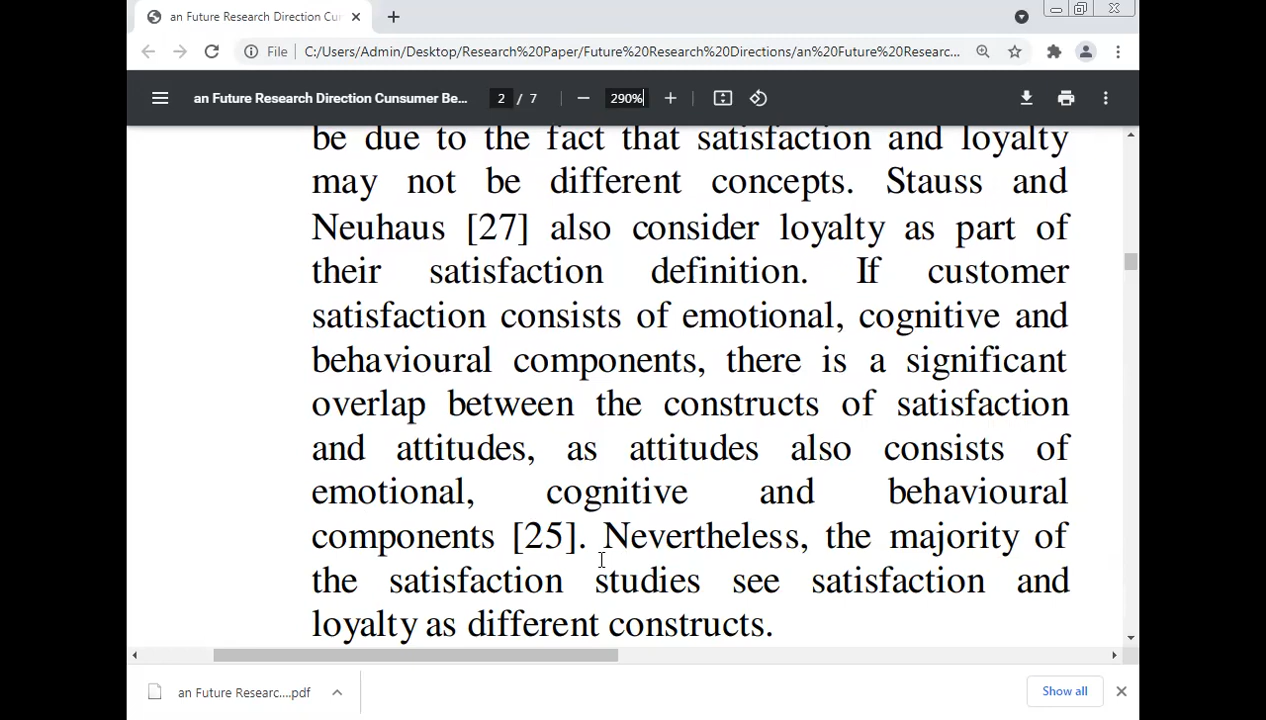 an Future Research Direction Cur
File C:/Users/Admin/Desktop/Research%20Paper/Future%20Research%20Directions/an%20Future%20Researc...
an Future Research Direction Cunsumer Be... 2 / 7 290%
be due to the fact that satisfaction and loyalty
may not be different concepts. Stauss and
Neuhaus [27] also consider loyalty as part of
their satisfaction definition. If customer
satisfaction consists of emotional, cognitive and
behavioural components, there is a significant
overlap between the constructs of satisfaction
and attitudes, as attitudes also consists of
emotional, cognitive and behavioural
components [25]. Nevertheless, the majority of
the satisfaction studies see satisfaction and
loyalty as different constructs.
an Future Researc....pdf Show all